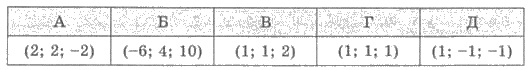 А Б В Г Д
(2; 2; −2) (−6; 4; 10) (1; 1; 2) (1; 1; 1) (1; −1; −1)